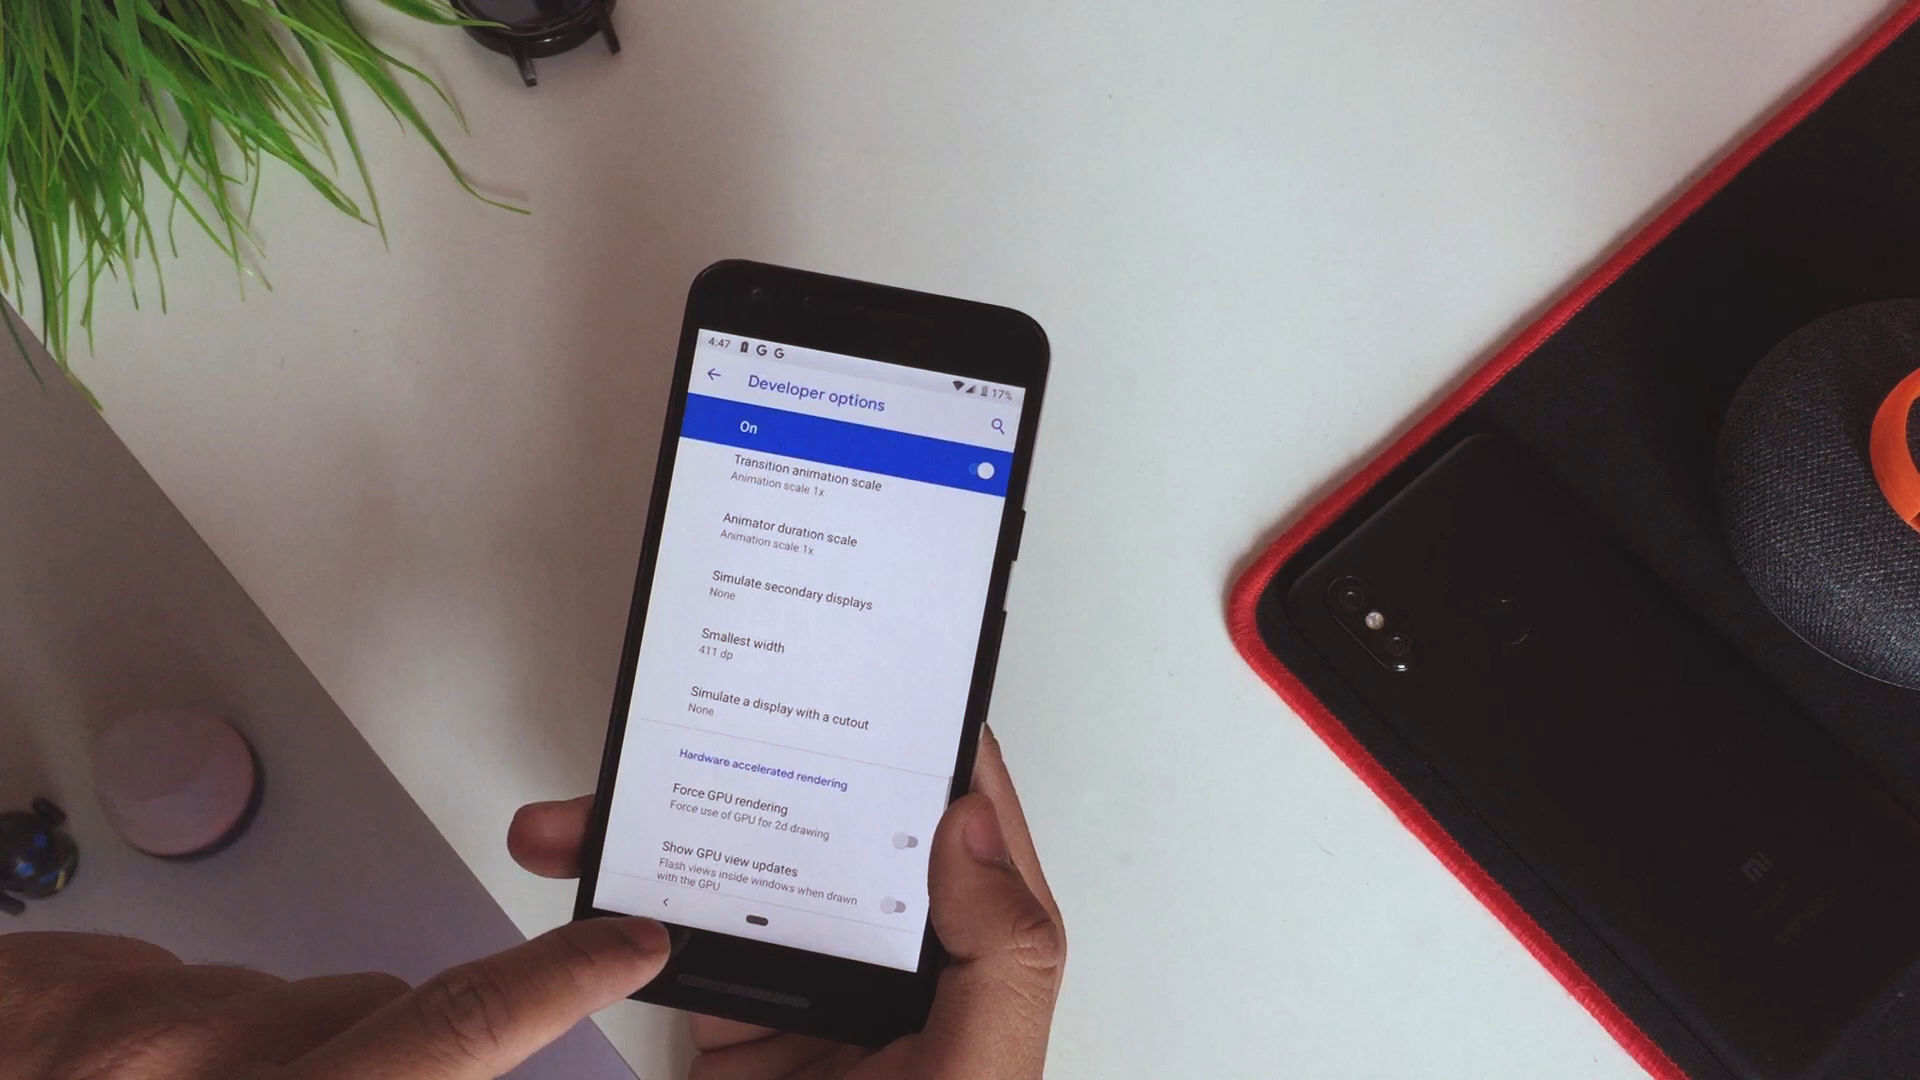 4:47 G G 17%
Developer options
On
Transition animation scale
Animation scale 1x
Animator duration scale
Animation scale 1x
Simulate secondary displays
None
Smallest width
411 dp
Simulate a display with a cutout
None
Hardware accelerated rendering
Force GPU rendering
Force use of GPU for 2d drawing
Show GPU view updates
Flash views inside windows when drawn
with the GPU
mi